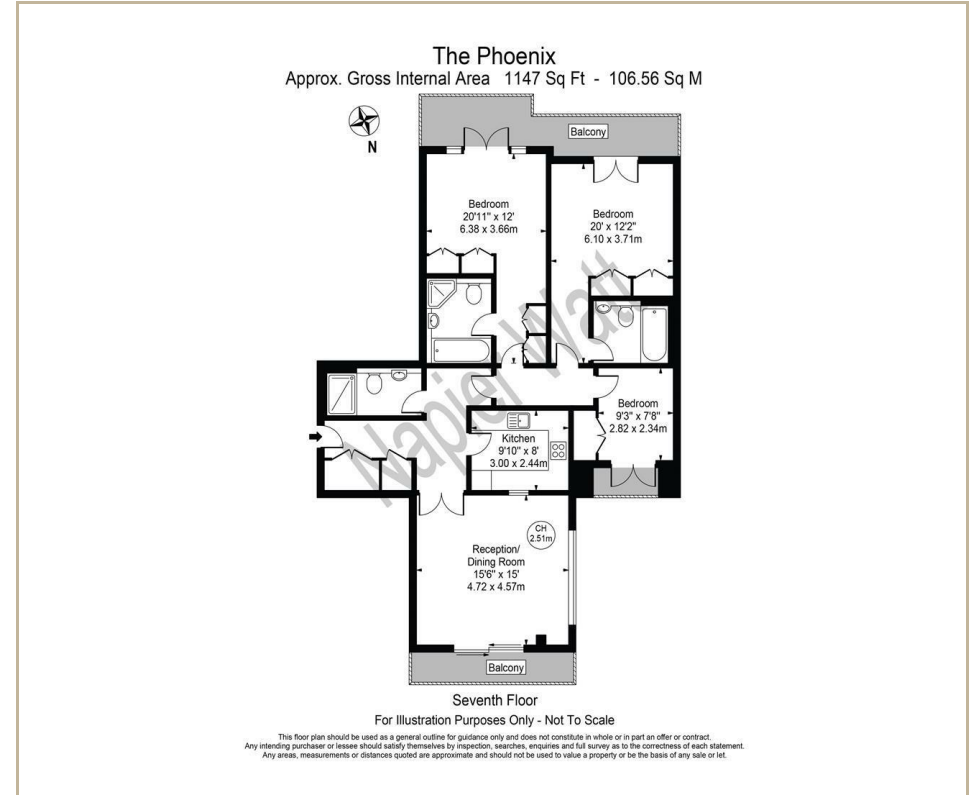 The Phoenix
Approx. Gross Internal Area 1147 Sq Ft - 106.56 Sq M
N
Balcony
Bedroom
20'11" x 12'
6.38 x 3.66m
Bedroom
20' x 12'2"
6.10 x 3.71m
Bedroom
9'3" x 7'8"
2.82 x 2.34m
Kitchen
9'10" x 8'
3.00 x 2.44m
CH
2.51m
Reception/
Dining Room
15'6" x 15'
4.72 x 4.57m
Balcony
Napier Watt
Seventh Floor
For Illustration Purposes Only - Not To Scale
This floor plan should be used as a general outline for guidance only and does not constitute in whole or in part an offer or contract.
Any intending purchaser or lessee should satisfy themselves by inspection, searches, enquiries and full survey as to the correctness of each statement.
Any areas, measurements or distances quoted are approximate and should not be used to value a property or be the basis of any sale or let.